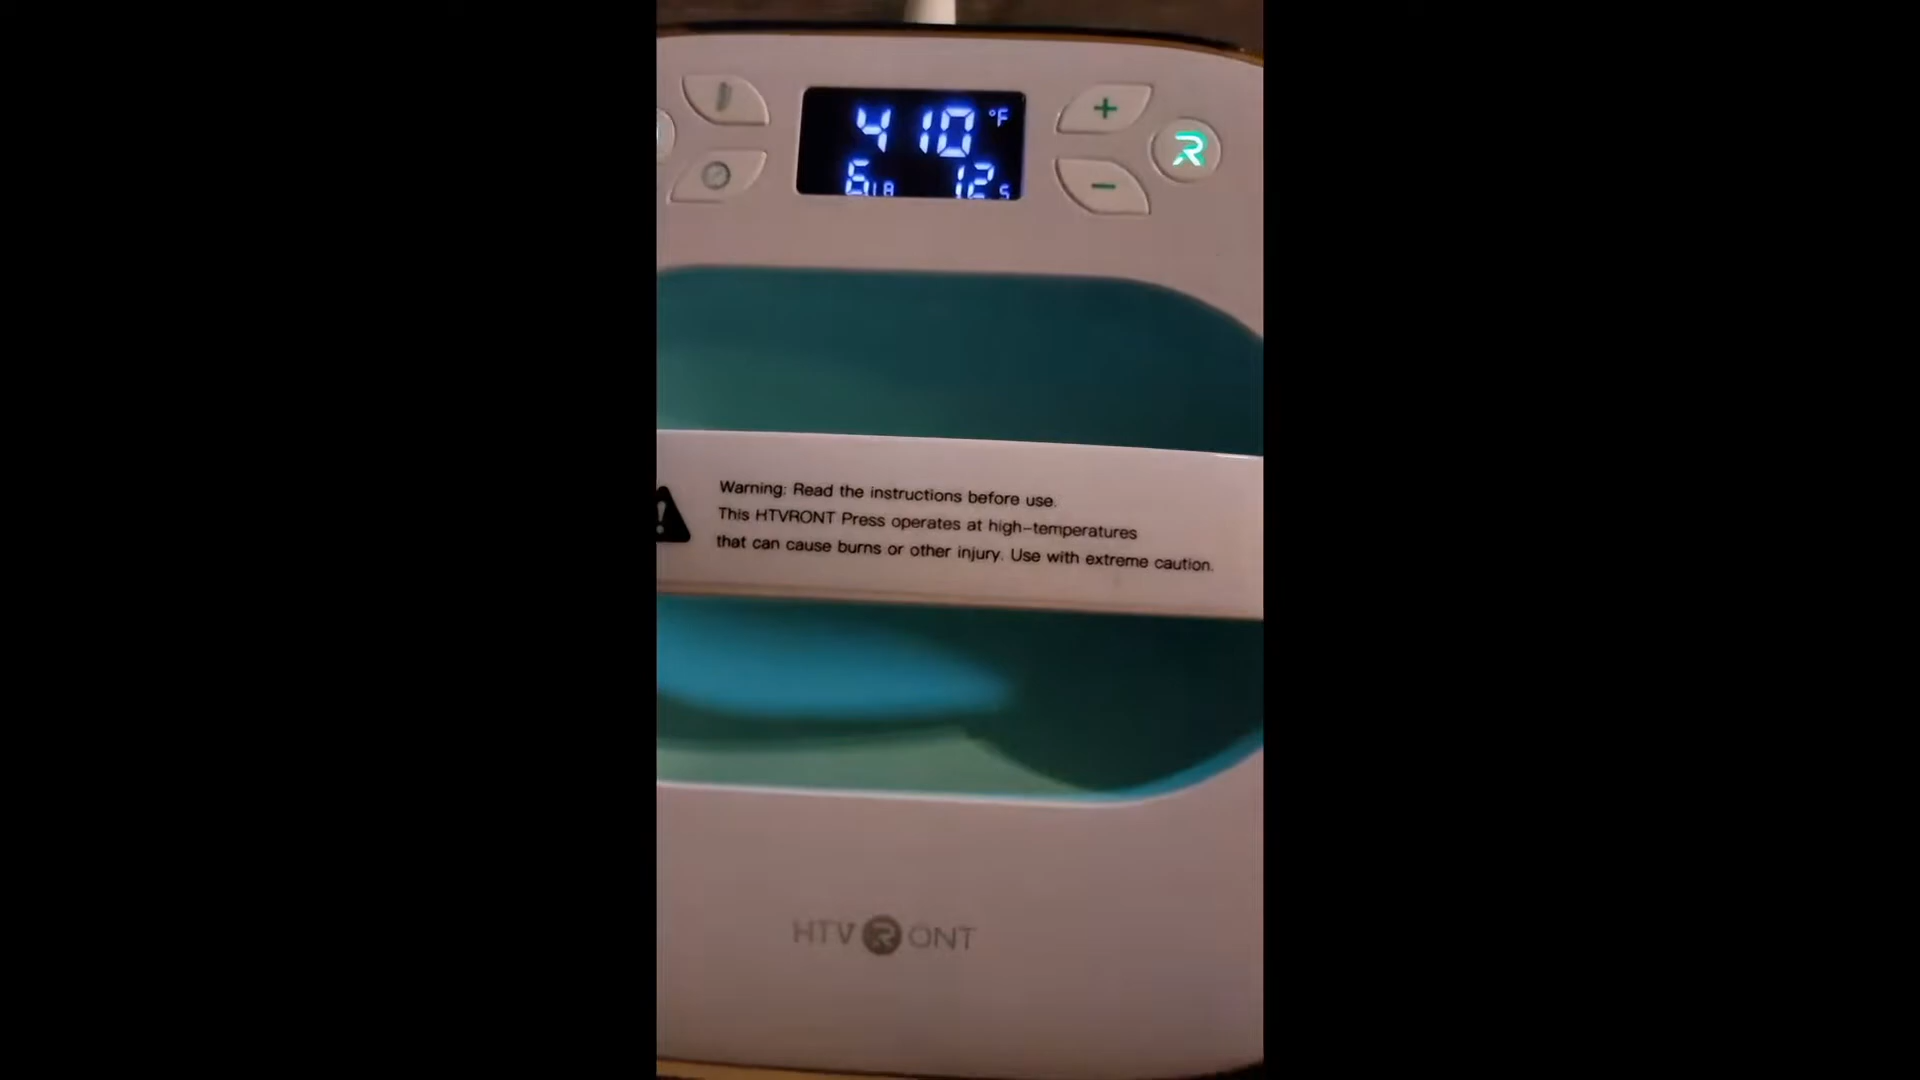 410 °F
12 s
+
R
−
!
Warning: Read the instructions before use.
This HTVRONT Press operates at high-temperatures
that can cause burns or other injury. Use with extreme caution.
HTVRONT